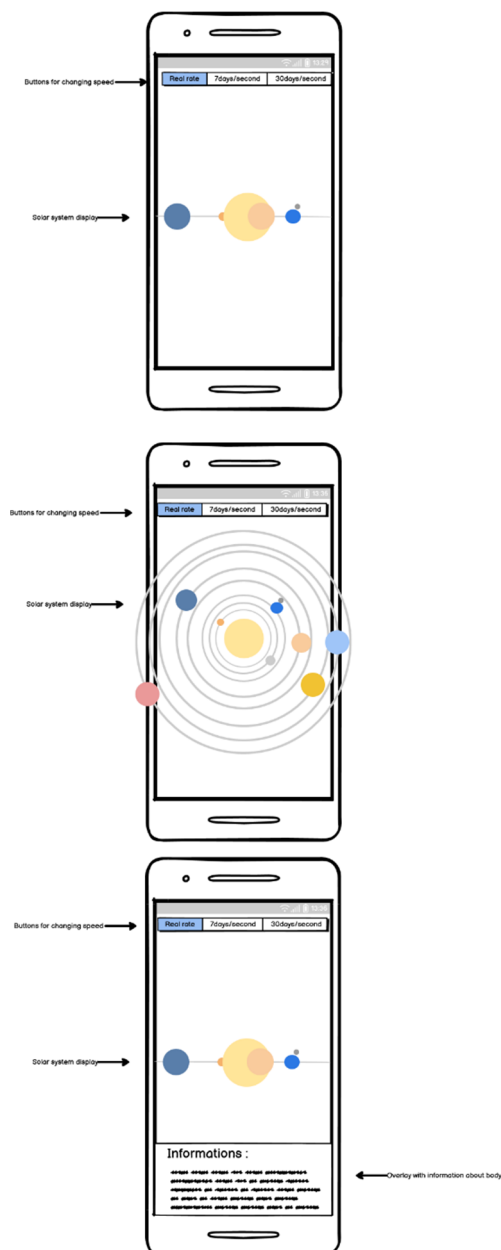 13:29
Buttons for changing speed
Real rate 7days/second 30days/second
Solar system display
Buttons for changing speed
Real rate 7days/second 30days/second
Solar system display
Buttons for changing speed
Real rate 7days/second 30days/second
Solar system display
Informations :
Overlay with information about body